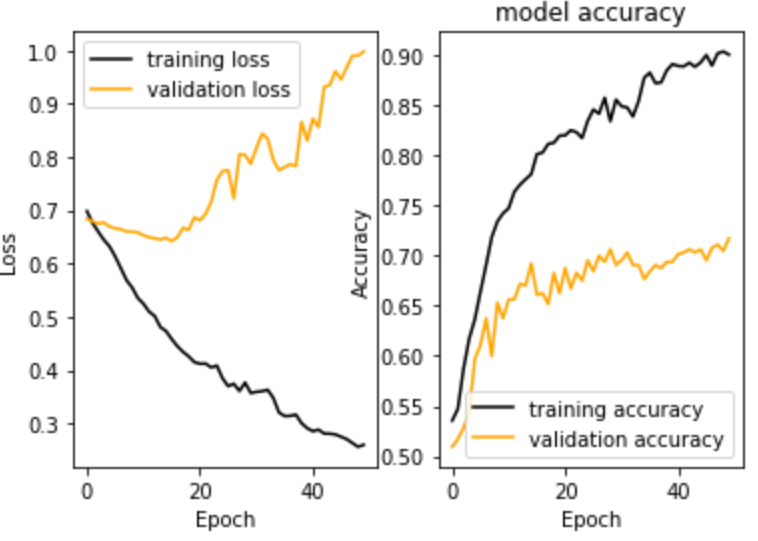 model accuracy
1.0
0.9
0.8
0.7
0.6
0.5
0.4
0.3
Loss
training loss
validation loss
0 20 40
Epoch
0.90
0.85
0.80
0.75
0.70
0.65
0.60
0.55
0.50
Accuracy
training accuracy
validation accuracy
0 20 40
Epoch